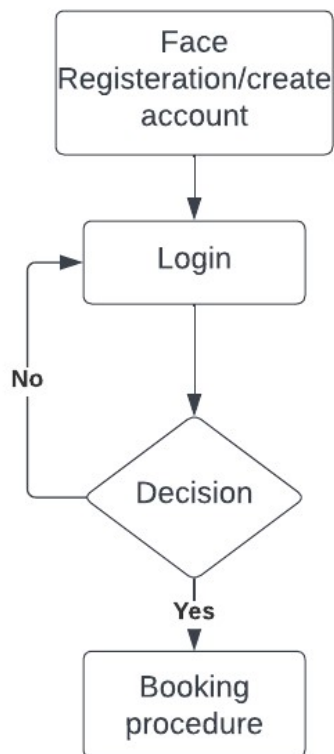 Face
Registeration/create
account
Login
No
Decision
Yes
Booking
procedure